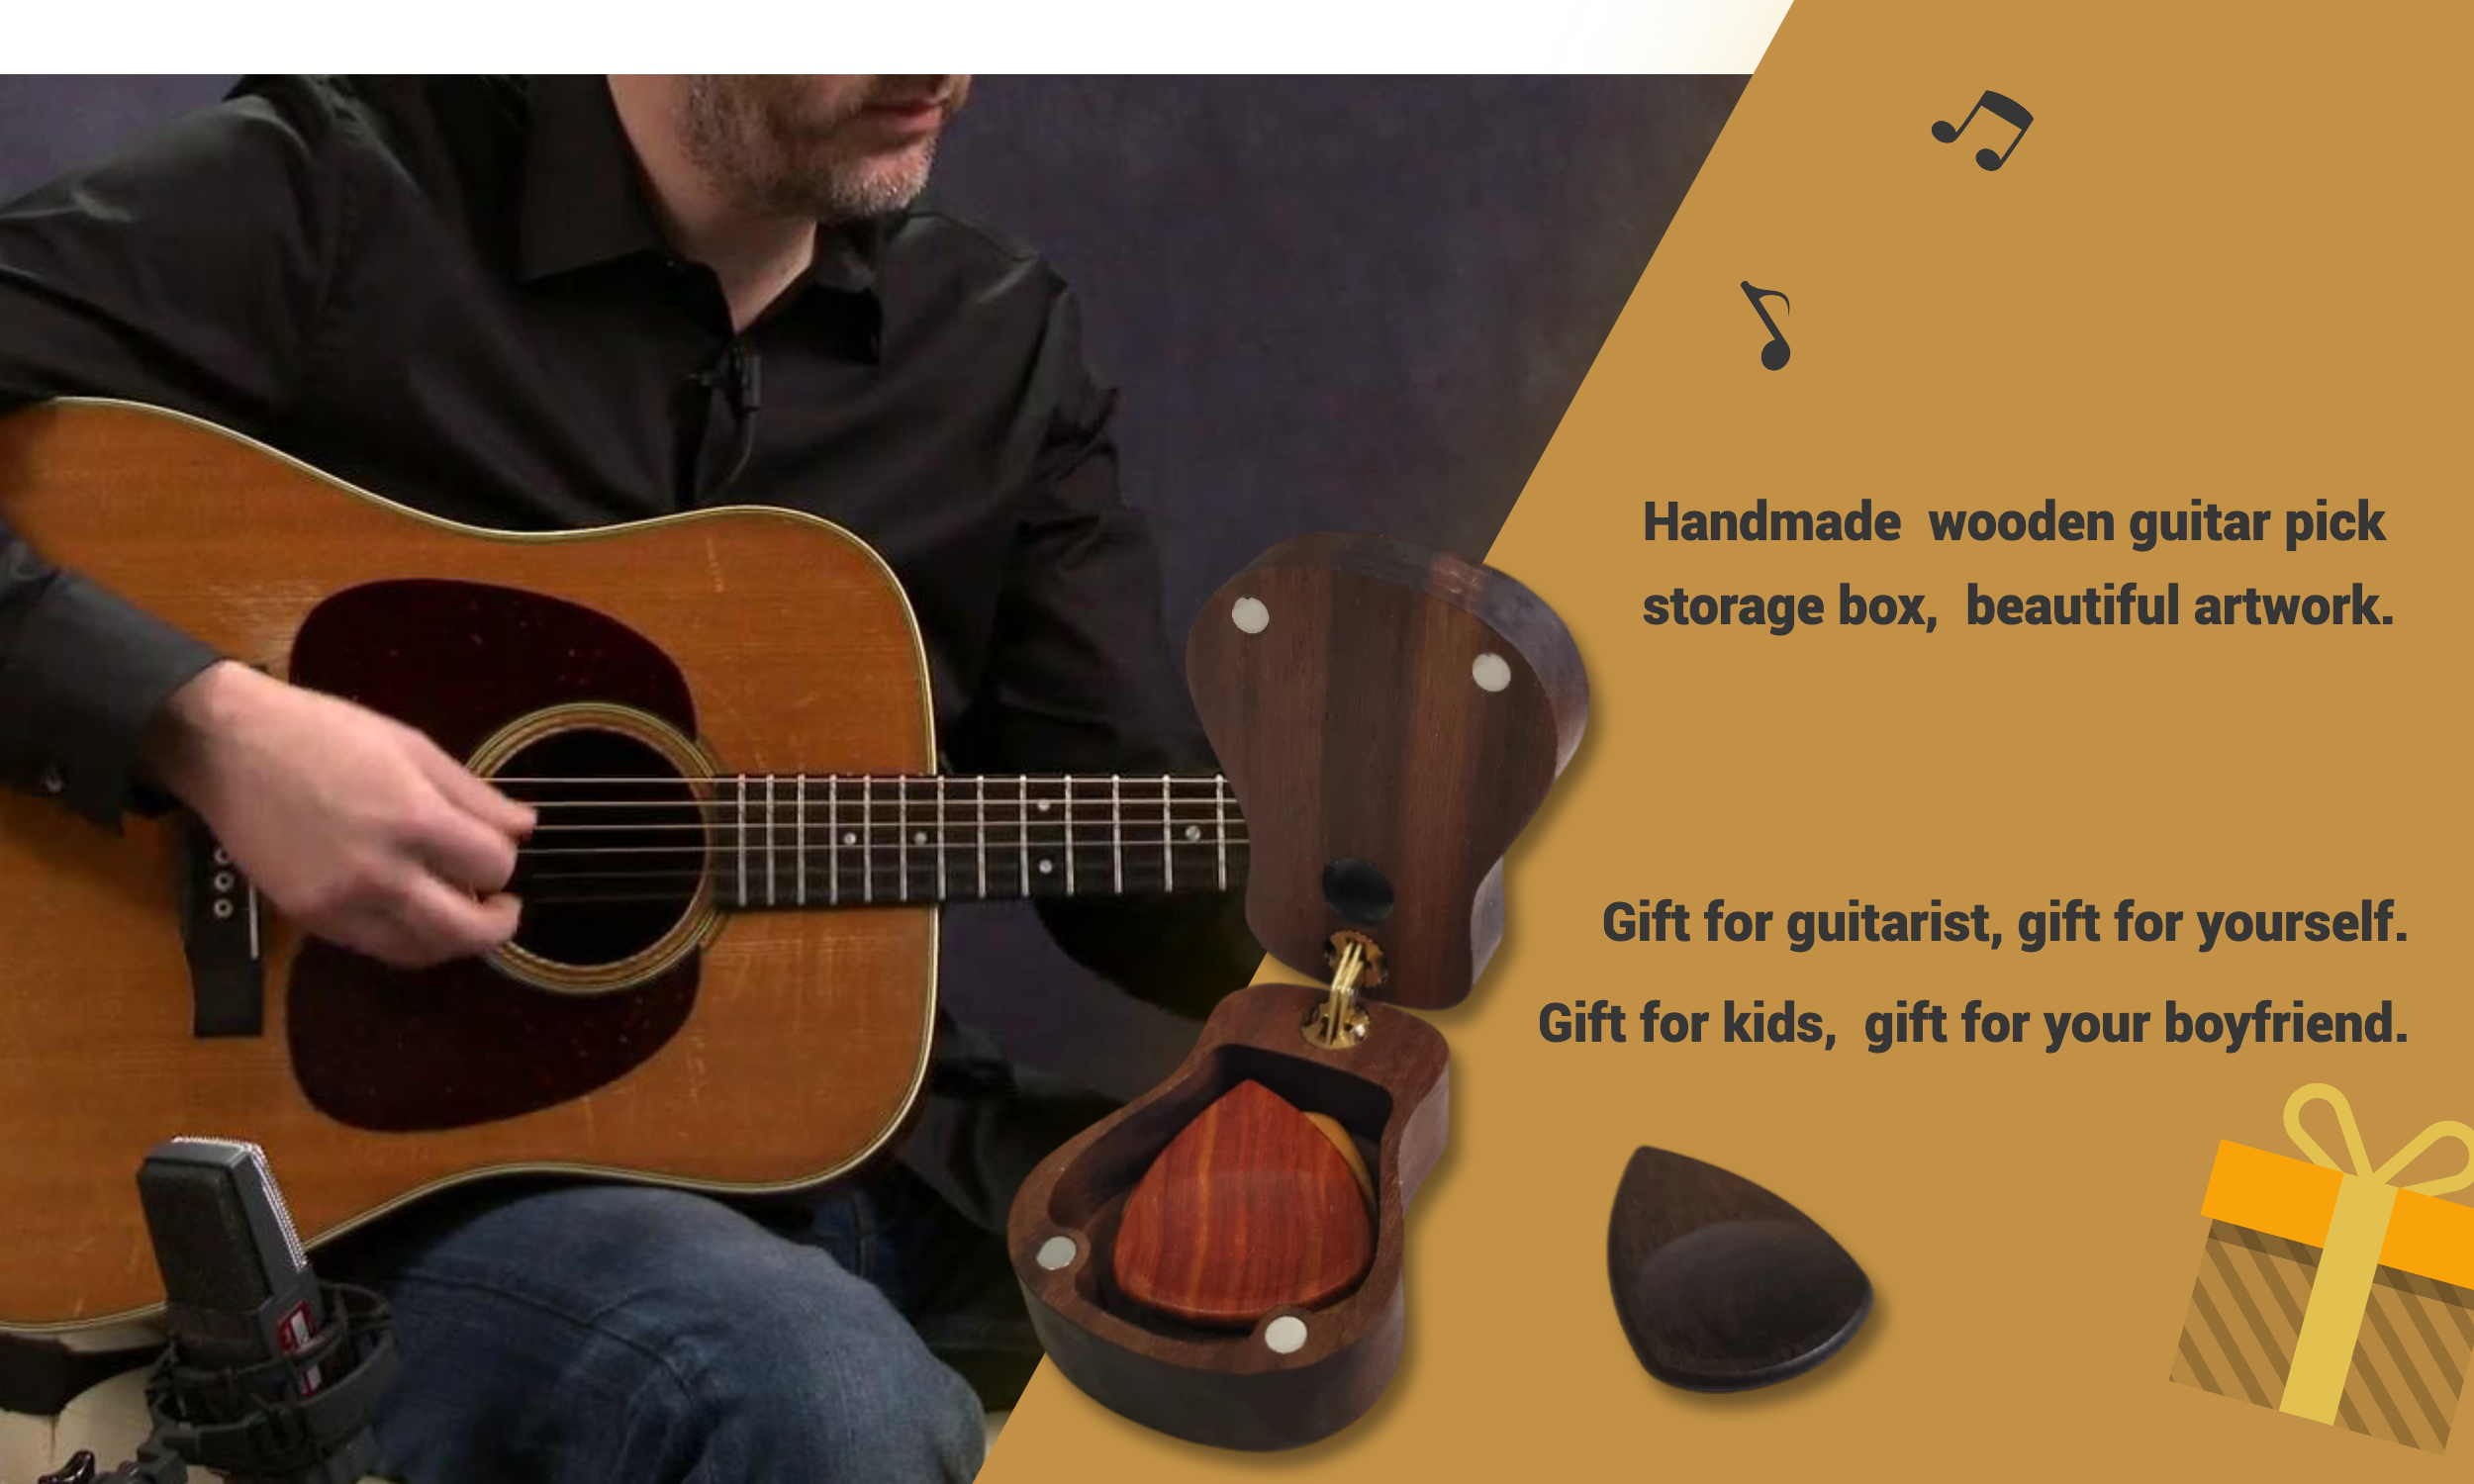 Handmade  wooden guitar pick
storage box,  beautiful artwork.
Gift for guitarist, gift for yourself.
Gift for kids,  gift for your boyfriend.